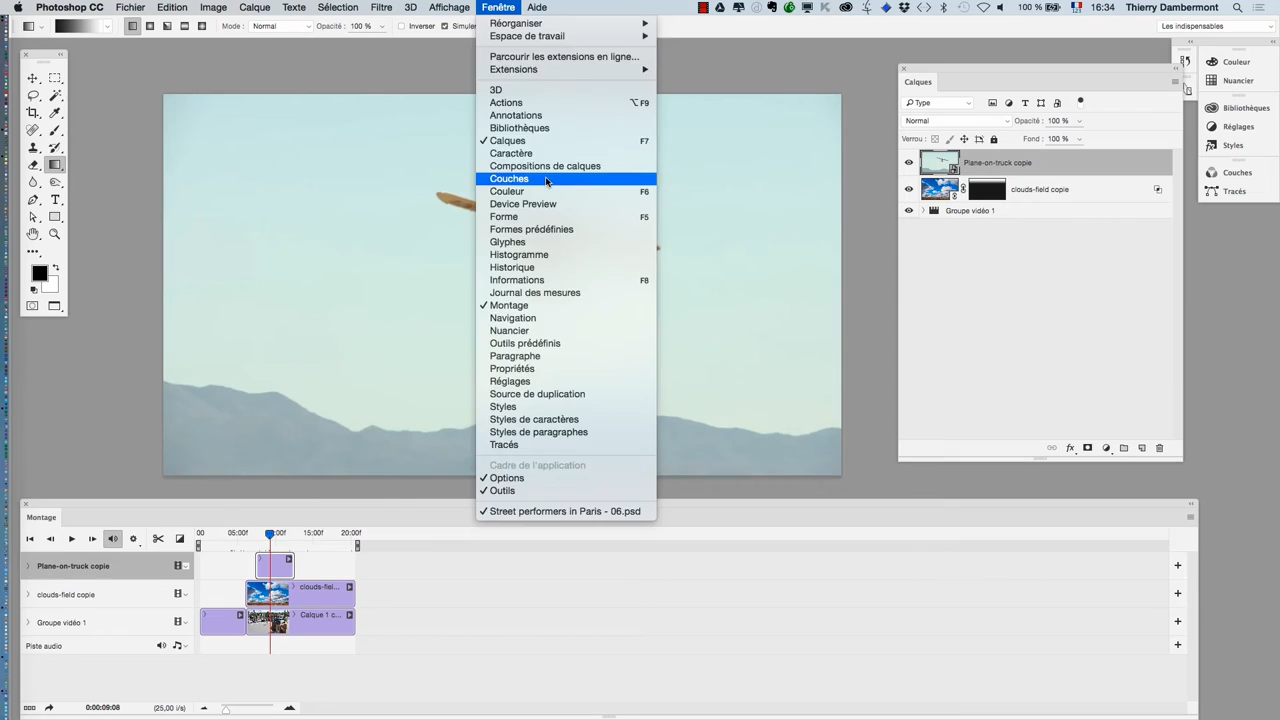 Photoshop CC Fichier Edition Image Calque Texte Sélection Filtre 3D Affichage Fenêtre Aide 100 % 16:34 Thierry Dambermont
Mode : Normal Opacité : 100 % Inverser Les indispensables
Réorganiser
Espace de travail
Parcourir les extensions en ligne...
Extensions
3D
Actions ⌥F9
Annotations
Bibliothèques
Calques F7
Caractère
Compositions de calques
Couches
Couleur F6
Device Preview
Forme F5
Formes prédéfinies
Glyphes
Histogramme
Historique
Informations F8
Journal des mesures
Montage
Navigation
Nuancier
Outils prédéfinis
Paragraphe
Propriétés
Réglages
Source de duplication
Styles
Styles de caractères
Styles de paragraphes
Tracés
Cadre de l'application
Options
Outils
Street performers in Paris - 06.psd
Calques
Type
Normal Opacité : 100 %
Verrou : Fond : 100 %
Plane-on-truck copie
clouds-field copie
Groupe vidéo 1
Couleur
Nuancier
Bibliothèques
Réglages
Styles
Couches
Tracés
Montage
00 05:00f 15:00f 20:00f
Plane-on-truck copie
clouds-field copie clouds-fiel...
Groupe vidéo 1 Calque 1 c...
Piste audio
0:00:09:08 (25,00 i/s)